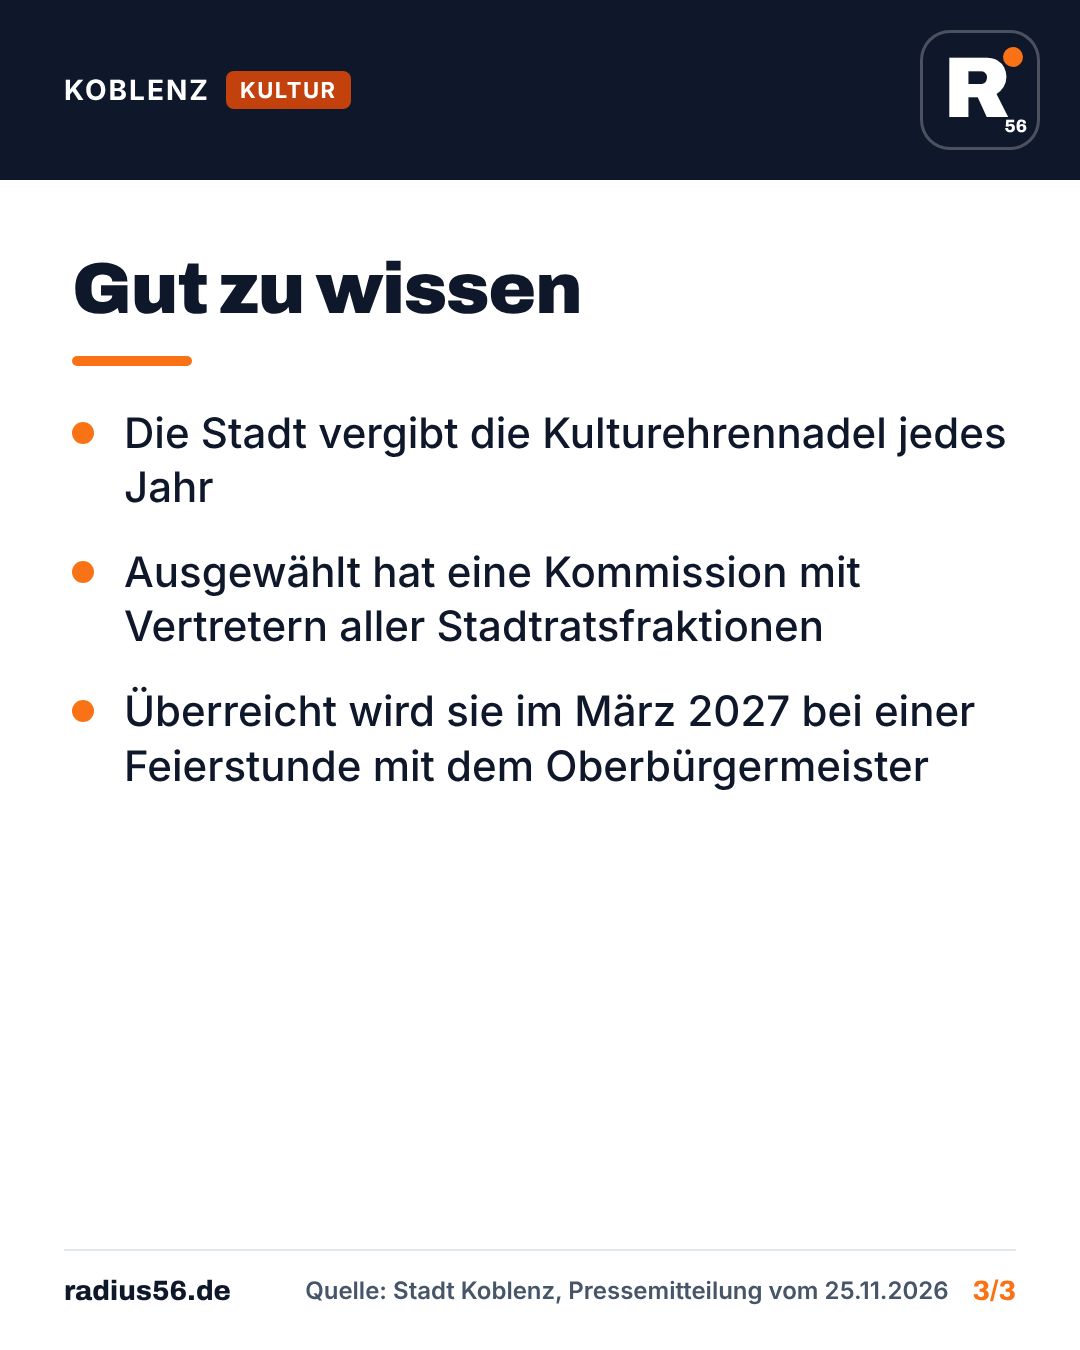 KOBLENZ KULTUR
R
56
Gut zu wissen
Die Stadt vergibt die Kulturehrennadel jedes
Jahr
Ausgewählt hat eine Kommission mit
Vertretern aller Stadtratsfraktionen
Überreicht wird sie im März 2027 bei einer
Feierstunde mit dem Oberbürgermeister
radius56.de Quelle: Stadt Koblenz, Pressemitteilung vom 25.11.2026 3/3